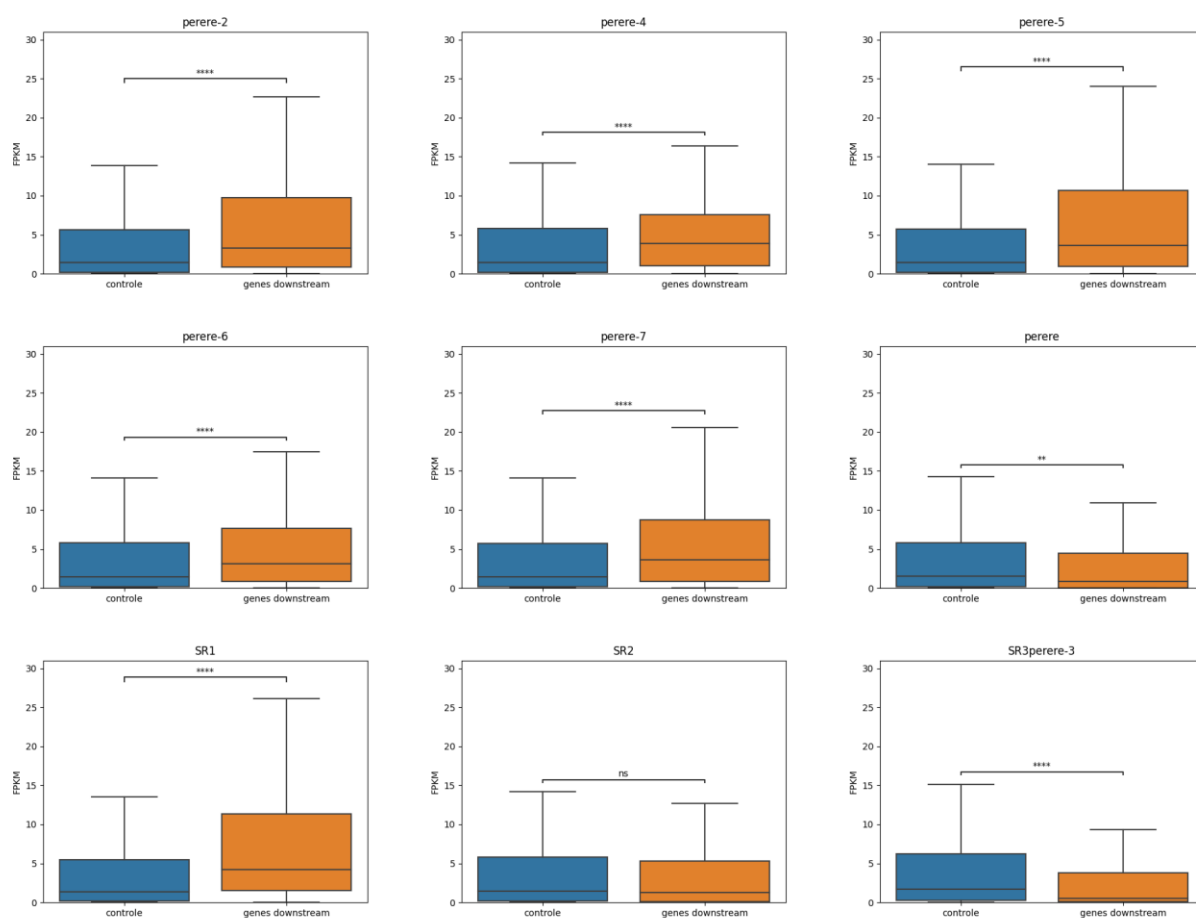 perere-2
30
25
20
15
10
5
0
FPKM
****
controle
genes downstream
perere-4
30
25
20
15
10
5
0
FPKM
****
controle
genes downstream
perere-5
30
25
20
15
10
5
0
FPKM
****
controle
genes downstream
perere-6
30
25
20
15
10
5
0
FPKM
****
controle
genes downstream
perere-7
30
25
20
15
10
5
0
FPKM
****
controle
genes downstream
perere
30
25
20
15
10
5
0
FPKM
**
controle
genes downstream
SR1
30
25
20
15
10
5
0
FPKM
****
controle
genes downstream
SR2
30
25
20
15
10
5
0
FPKM
ns
controle
genes downstream
SR3perere-3
30
25
20
15
10
5
0
FPKM
****
controle
genes downstream